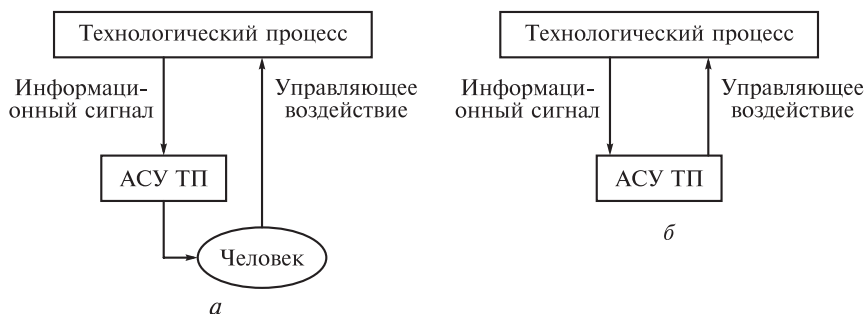 Технологический процесс
Информаци-
онный сигнал
Управляющее
воздействие
АСУ ТП
Человек
а
Технологический процесс
Информаци-
онный сигнал
Управляющее
воздействие
АСУ ТП
б